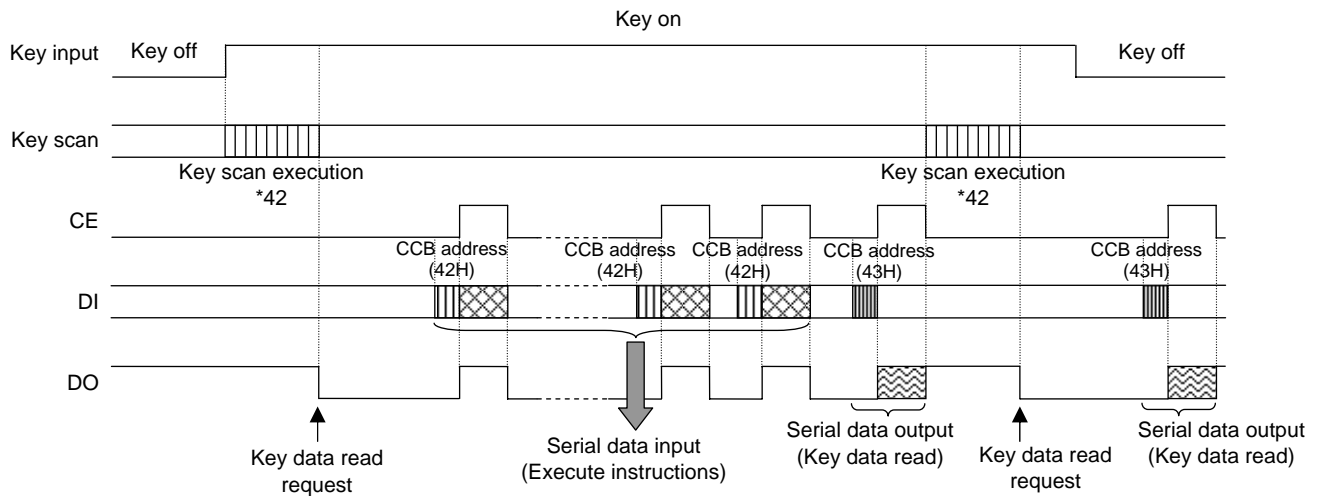 Key on
Key input
Key off
Key off
Key scan
Key scan execution
*42
Key scan execution
*42
CE
CCB address
(42H)
CCB address
(42H)
CCB address
(42H)
CCB address
(43H)
CCB address
(43H)
DI
DO
Key data read
request
Serial data input
(Execute instructions)
Serial data output
(Key data read)
Key data read
request
Serial data output
(Key data read)